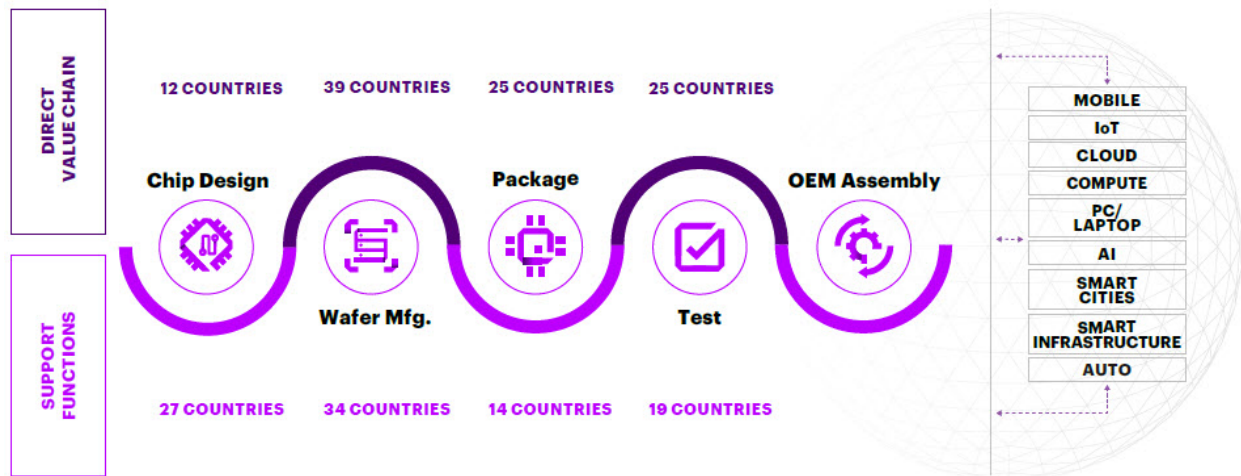 DIRECT
VALUE CHAIN
12 COUNTRIES
39 COUNTRIES
25 COUNTRIES
25 COUNTRIES
Chip Design
Wafer Mfg.
Package
Test
OEM Assembly
SUPPORT
FUNCTIONS
27 COUNTRIES
34 COUNTRIES
14 COUNTRIES
19 COUNTRIES
MOBILE
IoT
CLOUD
COMPUTE
PC/
LAPTOP
AI
SMART
CITIES
SMART
INFRASTRUCTURE
AUTO